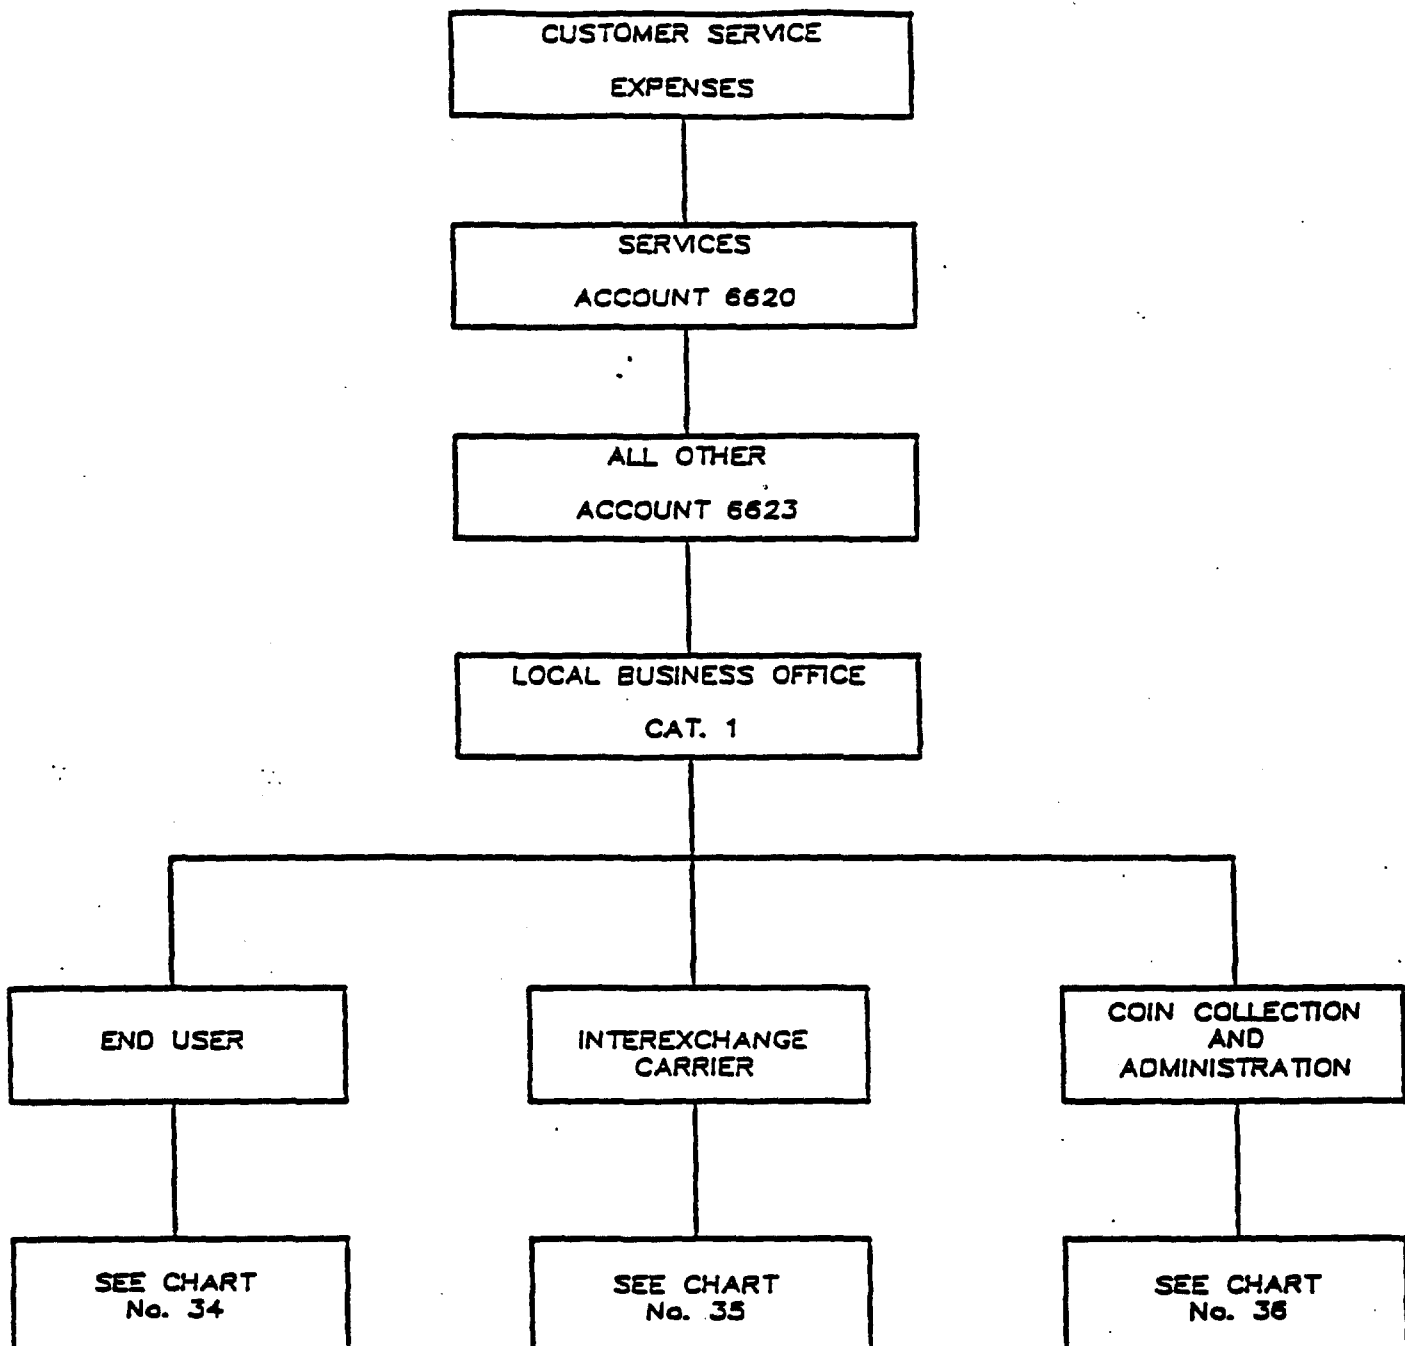 CUSTOMER SERVICE
EXPENSES
SERVICES
ACCOUNT 6620
ALL OTHER
ACCOUNT 6623
LOCAL BUSINESS OFFICE
CAT. 1
END USER
INTEREXCHANGE
CARRIER
COIN COLLECTION
AND
ADMINISTRATION
SEE CHART
No. 34
SEE CHART
No. 35
SEE CHART
No. 36